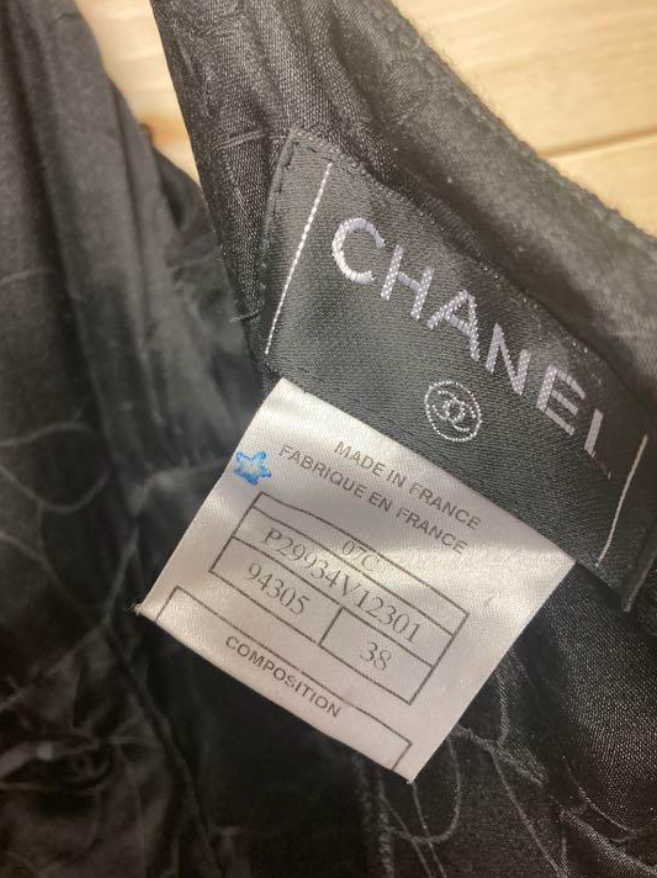 CHANEL
MADE IN FRANCE
FABRIQUE EN FRANCE
07C
P29934V12301
94305 38
COMPOSITION